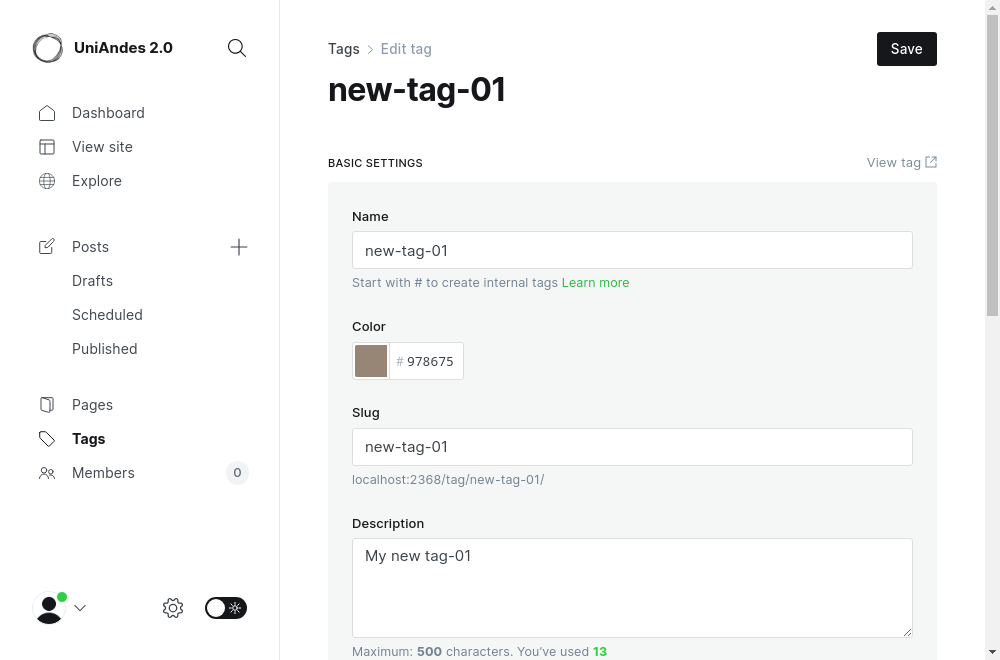 UniAndes 2.0
Dashboard
View site
Explore
Posts
Drafts
Scheduled
Published
Pages
Tags
Members
0
Tags > Edit tag
Save
new-tag-01
BASIC SETTINGS
View tag
Name
new-tag-01
Start with # to create internal tags Learn more
Color
# 978675
Slug
new-tag-01
localhost:2368/tag/new-tag-01/
Description
My new tag-01
Maximum: 500 characters. You've used 13